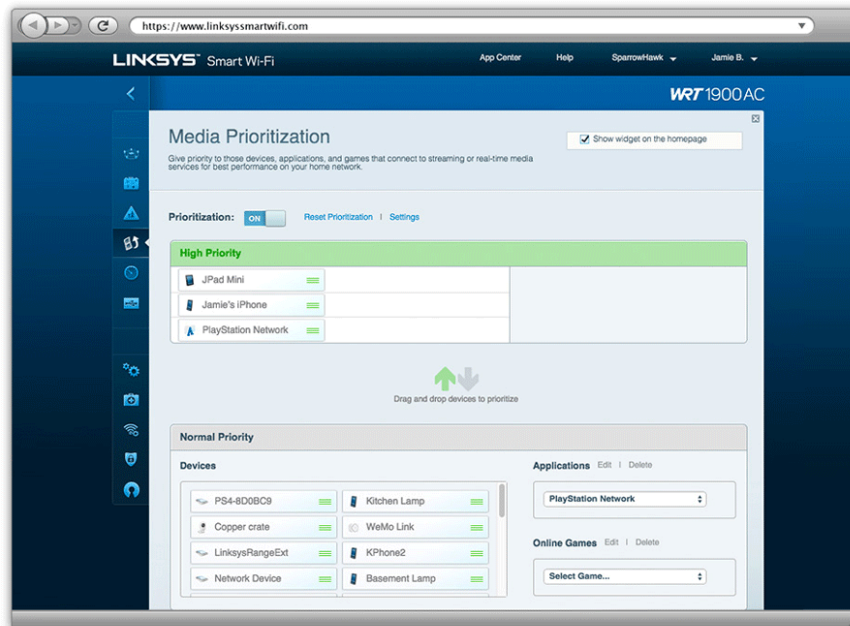 https://www.linksyssmartwifi.com
LINKSYS™ Smart Wi-Fi
App Center
Help
SparrowHawk
Jamie B.
WRT1900AC
Media Prioritization
Show widget on the homepage
Give priority to those devices, applications, and games that connect to streaming or real-time media
services for best performance on your home network.
Prioritization: ON Reset Prioritization | Settings
High Priority
JPad Mini
Jamie's iPhone
PlayStation Network
Drag and drop devices to prioritize
Normal Priority
Devices
PS4-8D0BC9
Kitchen Lamp
Copper crate
WeMo Link
LinksysRangeExt
KPhone2
Network Device
Basement Lamp
Applications Edit | Delete
PlayStation Network
Online Games Edit | Delete
Select Game...